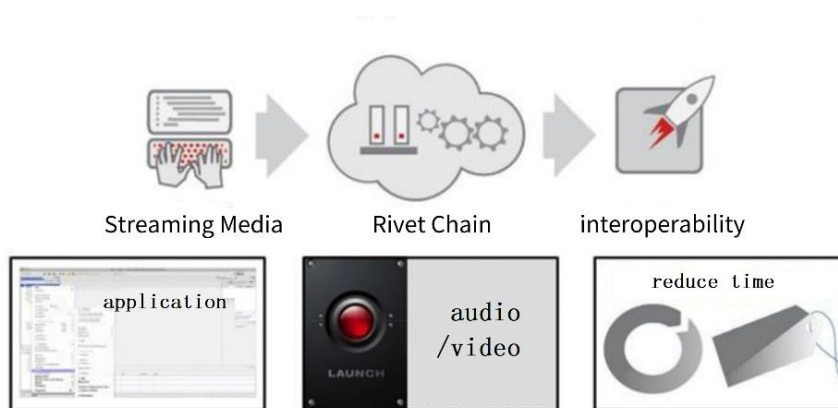 Streaming Media
Rivet Chain
interoperability
application
audio
/video
LAUNCH
reduce time